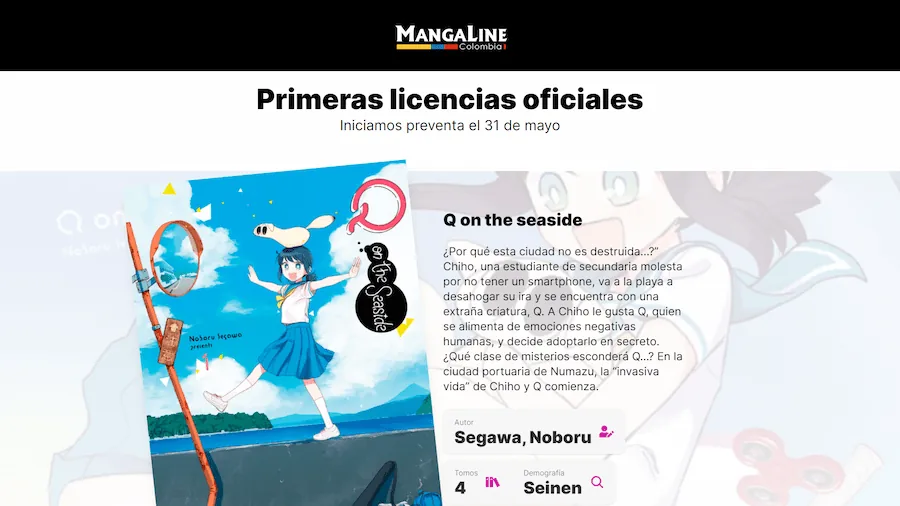 MANGALINE
Colombia
Primeras licencias oficiales
Iniciamos preventa el 31 de mayo
Q
on the Seaside
Noboru Segawa
presents
Q on the seaside
¿Por qué esta ciudad no es destruida...?"
Chiho, una estudiante de secundaria molesta
por no tener un smartphone, va a la playa a
desahogar su ira y se encuentra con una
extraña criatura, Q. A Chiho le gusta Q, quien
se alimenta de emociones negativas
humanas, y decide adoptarlo en secreto.
¿Qué clase de misterios esconderá Q...? En la
ciudad portuaria de Numazu, la "invasiva
vida" de Chiho y Q comienza.
Autor
Segawa, Noboru
Tomos
4
Demografía
Seinen